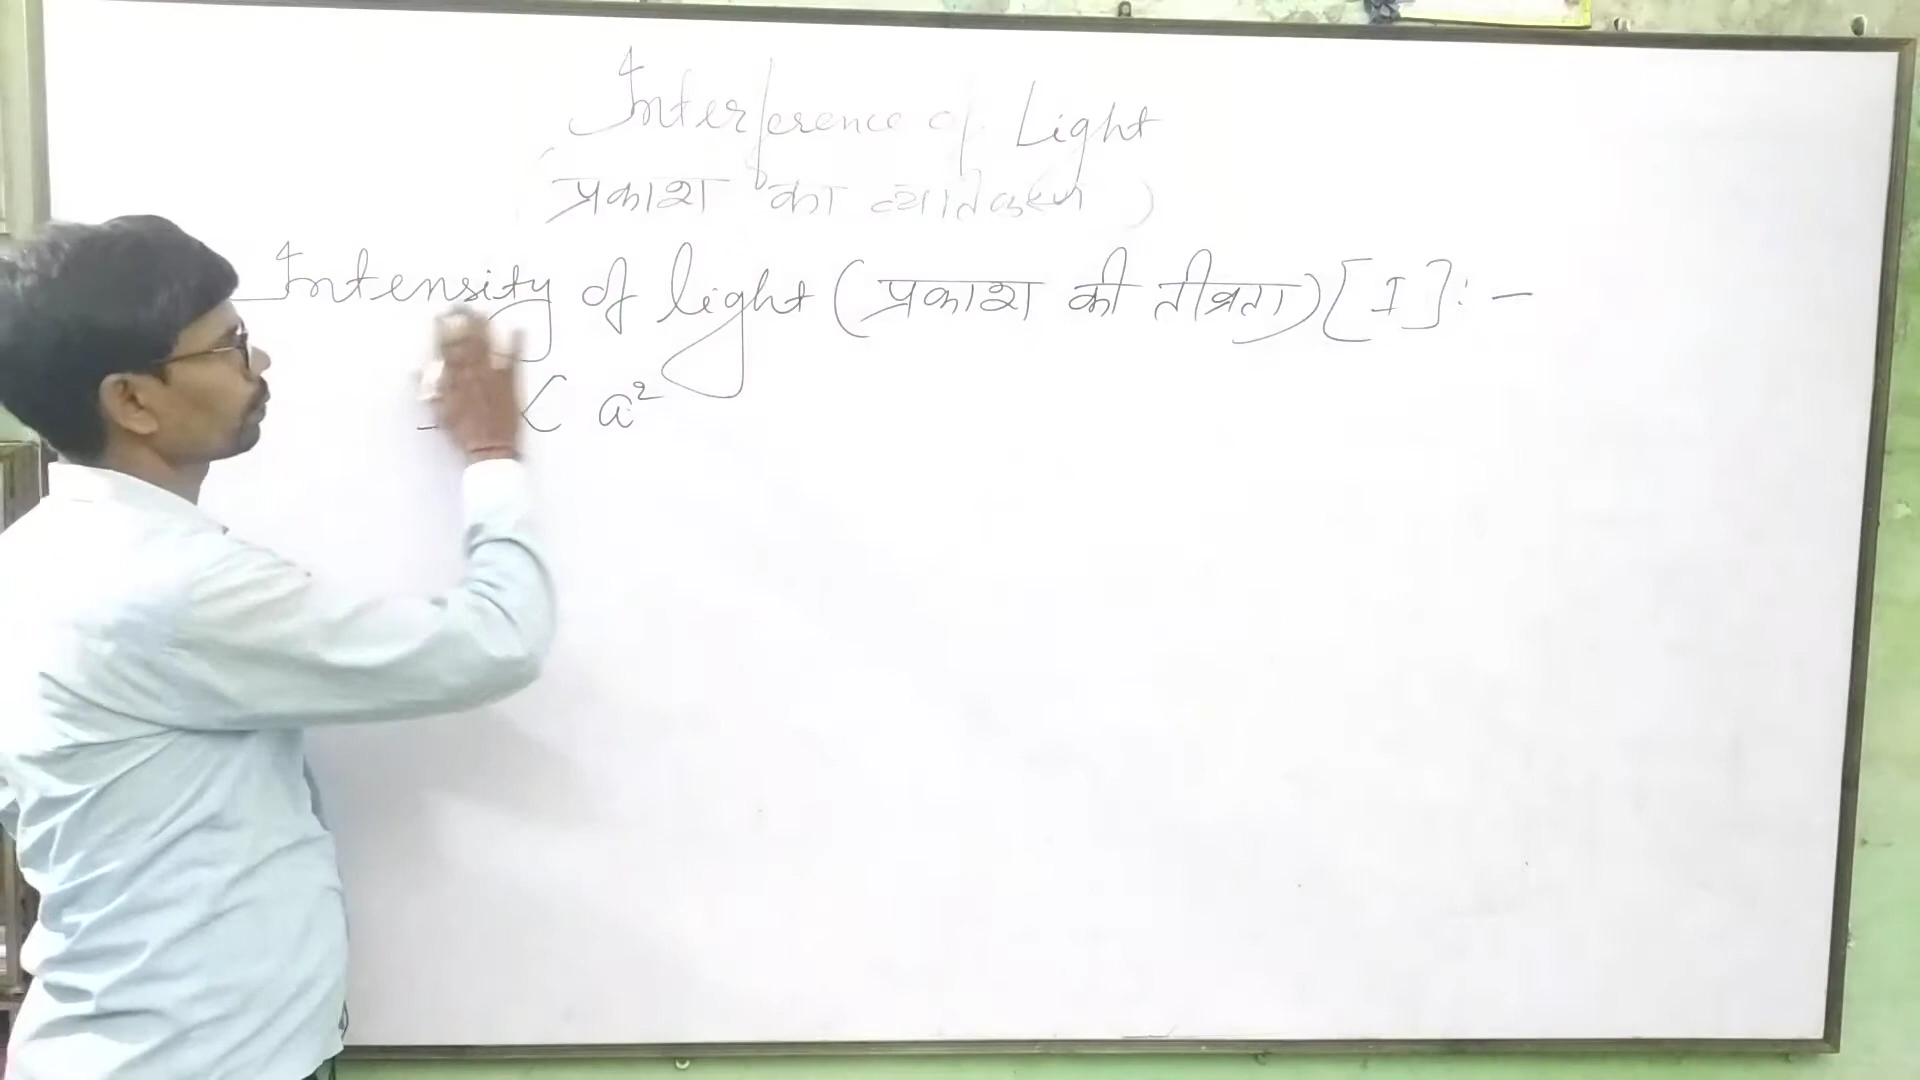 Interference of Light
प्रकाश का व्यतिकरण )
Intensity of light (प्रकाश की तीव्रता) [I] : -
∝ a²